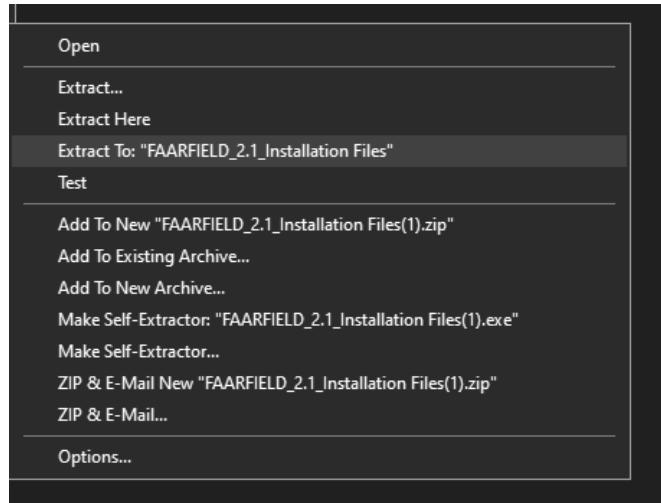 Open
Extract...
Extract Here
Extract To: "FAARFIELD_2.1_Installation Files"
Test
Add To New "FAARFIELD_2.1_Installation Files(1).zip"
Add To Existing Archive...
Add To New Archive...
Make Self-Extractor: "FAARFIELD_2.1_Installation Files(1).exe"
Make Self-Extractor...
ZIP & E-Mail New "FAARFIELD_2.1_Installation Files(1).zip"
ZIP & E-Mail...
Options...